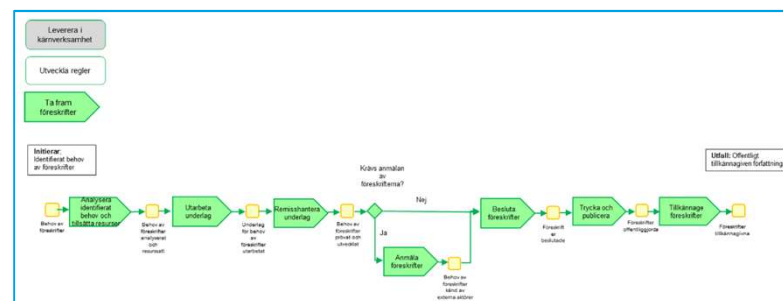 Leverera i
kärnverksamhet
Utveckla regler
Ta fram
föreskrifter
Initierar:
Identifierat behov
av föreskrifter
Utfall: Offentligt
tillkännagiven författning
Krävs anmälan
av
föreskrifterna?
Nej
Ja
Behov av
föreskrifter
Analysera
identifierat
behov och
tillsätta resurser
Behov av
föreskrifter
analyserat
och
resursatt
Utarbeta
underlag
Underlag
för behov
av
föreskrifter
utarbetat
Remisshantera
underlag
Behov av
föreskrifter
prövat och
utvecklat
Anmäla
föreskrifter
Behov av
föreskrifter
känd av
externa aktörer
Besluta
föreskrifter
Föreskrift
er
beslutade
Trycka och
publicera
Föreskrifter
offentliggjorda
Tillkännage
föreskrifter
Föreskrifter
tillkännagivna